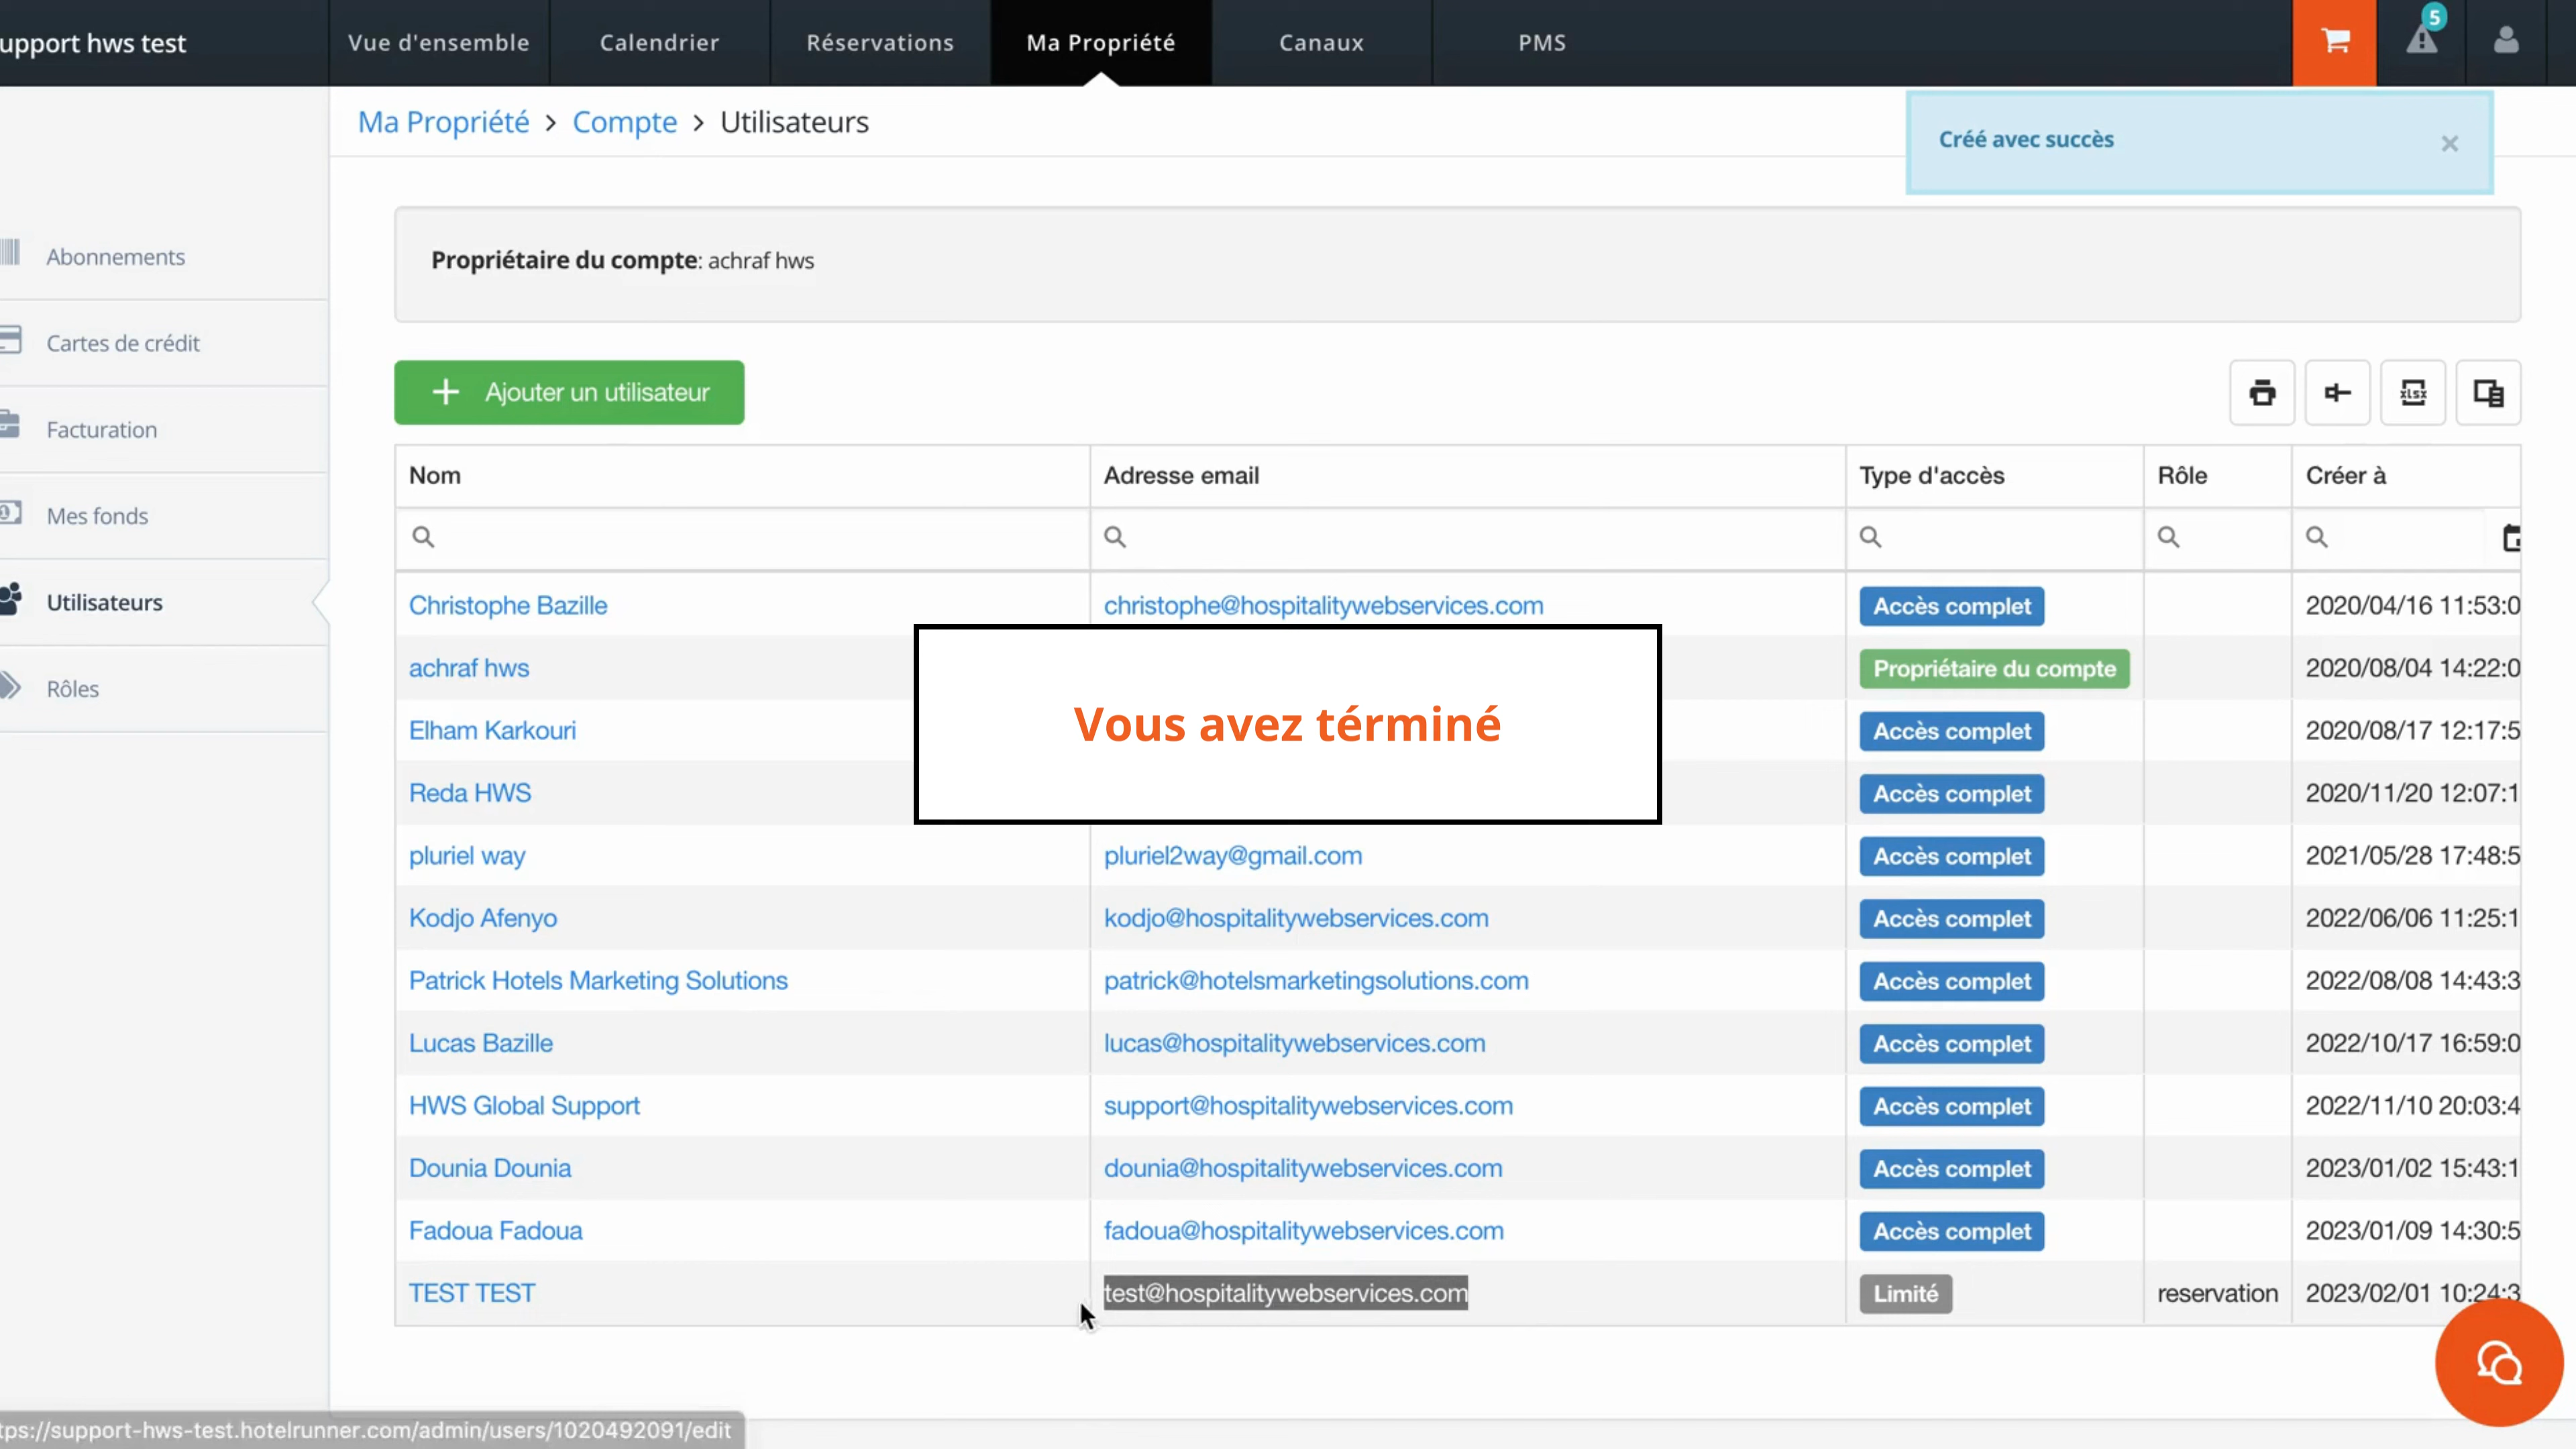 upport hws test
Vue d'ensemble
Calendrier
Réservations
Ma Propriété
Canaux
PMS
5
Ma Propriété > Compte > Utilisateurs
Créé avec succès ×
Propriétaire du compte: achraf hws
Abonnements
Cartes de crédit
Facturation
Mes fonds
Utilisateurs
Rôles
+ Ajouter un utilisateur
xlsx
Nom Adresse email Type d'accès Rôle Créer à
Christophe Bazille christophe@hospitalitywebservices.com Accès complet 2020/04/16 11:53:0
achraf hws Propriétaire du compte 2020/08/04 14:22:0
Elham Karkouri Accès complet 2020/08/17 12:17:5
Reda HWS Accès complet 2020/11/20 12:07:1
Vous avez términé
pluriel way pluriel2way@gmail.com Accès complet 2021/05/28 17:48:5
Kodjo Afenyo kodjo@hospitalitywebservices.com Accès complet 2022/06/06 11:25:1
Patrick Hotels Marketing Solutions patrick@hotelsmarketingsolutions.com Accès complet 2022/08/08 14:43:3
Lucas Bazille lucas@hospitalitywebservices.com Accès complet 2022/10/17 16:59:0
HWS Global Support support@hospitalitywebservices.com Accès complet 2022/11/10 20:03:4
Dounia Dounia dounia@hospitalitywebservices.com Accès complet 2023/01/02 15:43:1
Fadoua Fadoua fadoua@hospitalitywebservices.com Accès complet 2023/01/09 14:30:5
TEST TEST test@hospitalitywebservices.com Limité reservation 2023/02/01 10:24:3
tps://support-hws-test.hotelrunner.com/admin/users/1020492091/edit